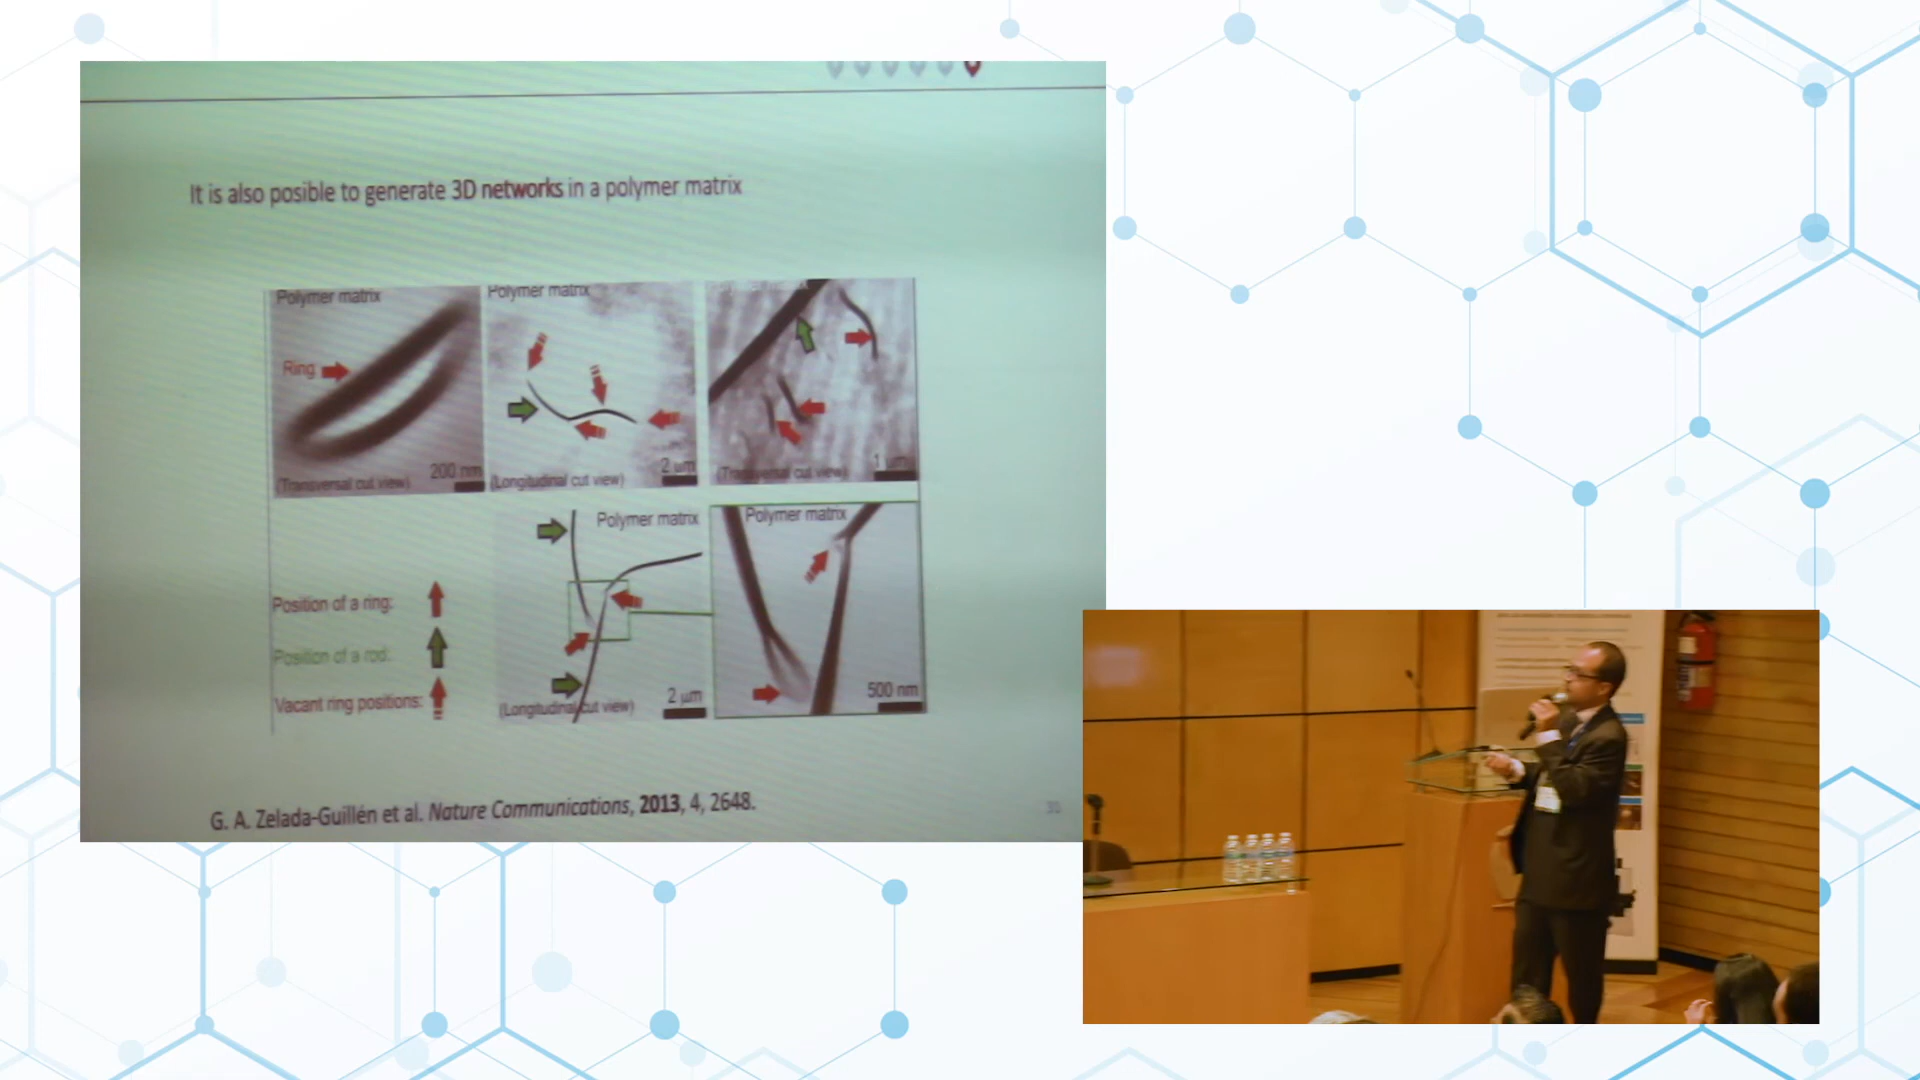 It is also posible to generate 3D networks in a polymer matrix
Polymer matrix
Ring
200 nm
(Transversal cut view)
Polymer matrix
2 µm
(Longitudinal cut view)
1 µm
(Transversal cut view)
Position of a ring:
Position of a rod:
Vacant ring positions:
Polymer matrix
2 µm
(Longitudinal cut view)
Polymer matrix
500 nm
G. A. Zelada-Guillén et al. Nature Communications, 2013, 4, 2648.